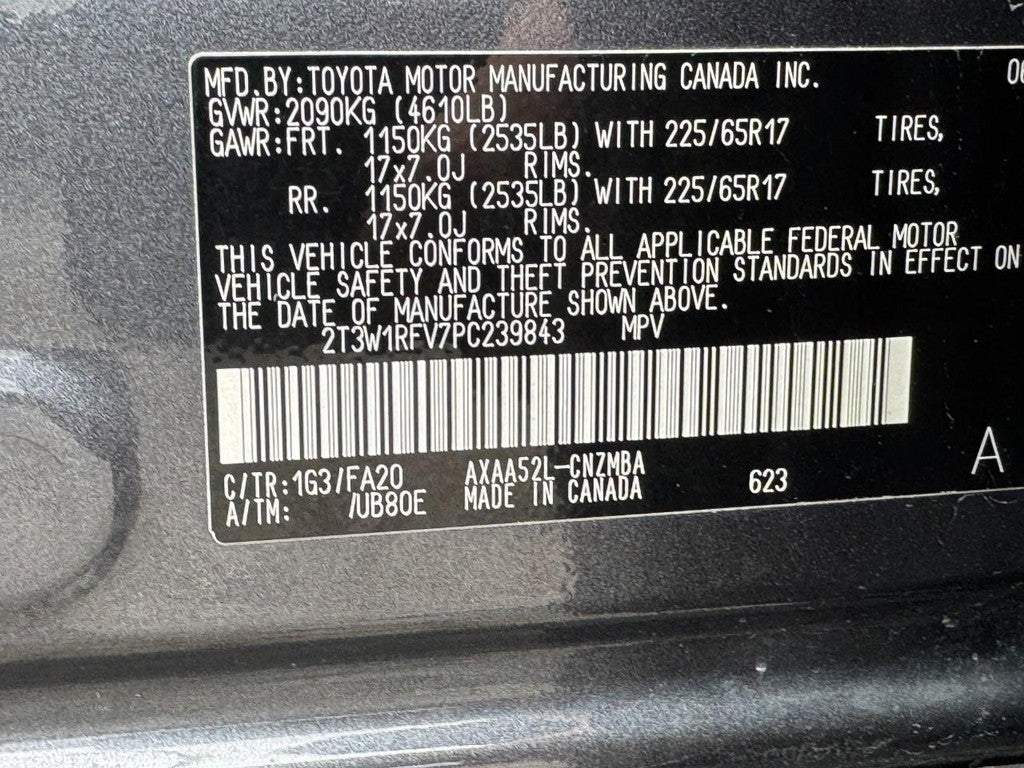 MFD.BY:TOYOTA MOTOR MANUFACTURING CANADA INC. 06
GVWR:2090KG (4610LB)
GAWR:FRT. 1150KG (2535LB) WITH 225/65R17 TIRES,
17x7.0J RIMS.
RR. 1150KG (2535LB) WITH 225/65R17 TIRES,
17x7.0J RIMS.
THIS VEHICLE CONFORMS TO ALL APPLICABLE FEDERAL MOTOR
VEHICLE SAFETY AND THEFT PREVENTION STANDARDS IN EFFECT ON
THE DATE OF MANUFACTURE SHOWN ABOVE.
2T3W1RFV7PC239843 MPV
A
C/TR:1G3/FA20 AXAA52L-CNZMBA 623
A/TM: /UB80E MADE IN CANADA